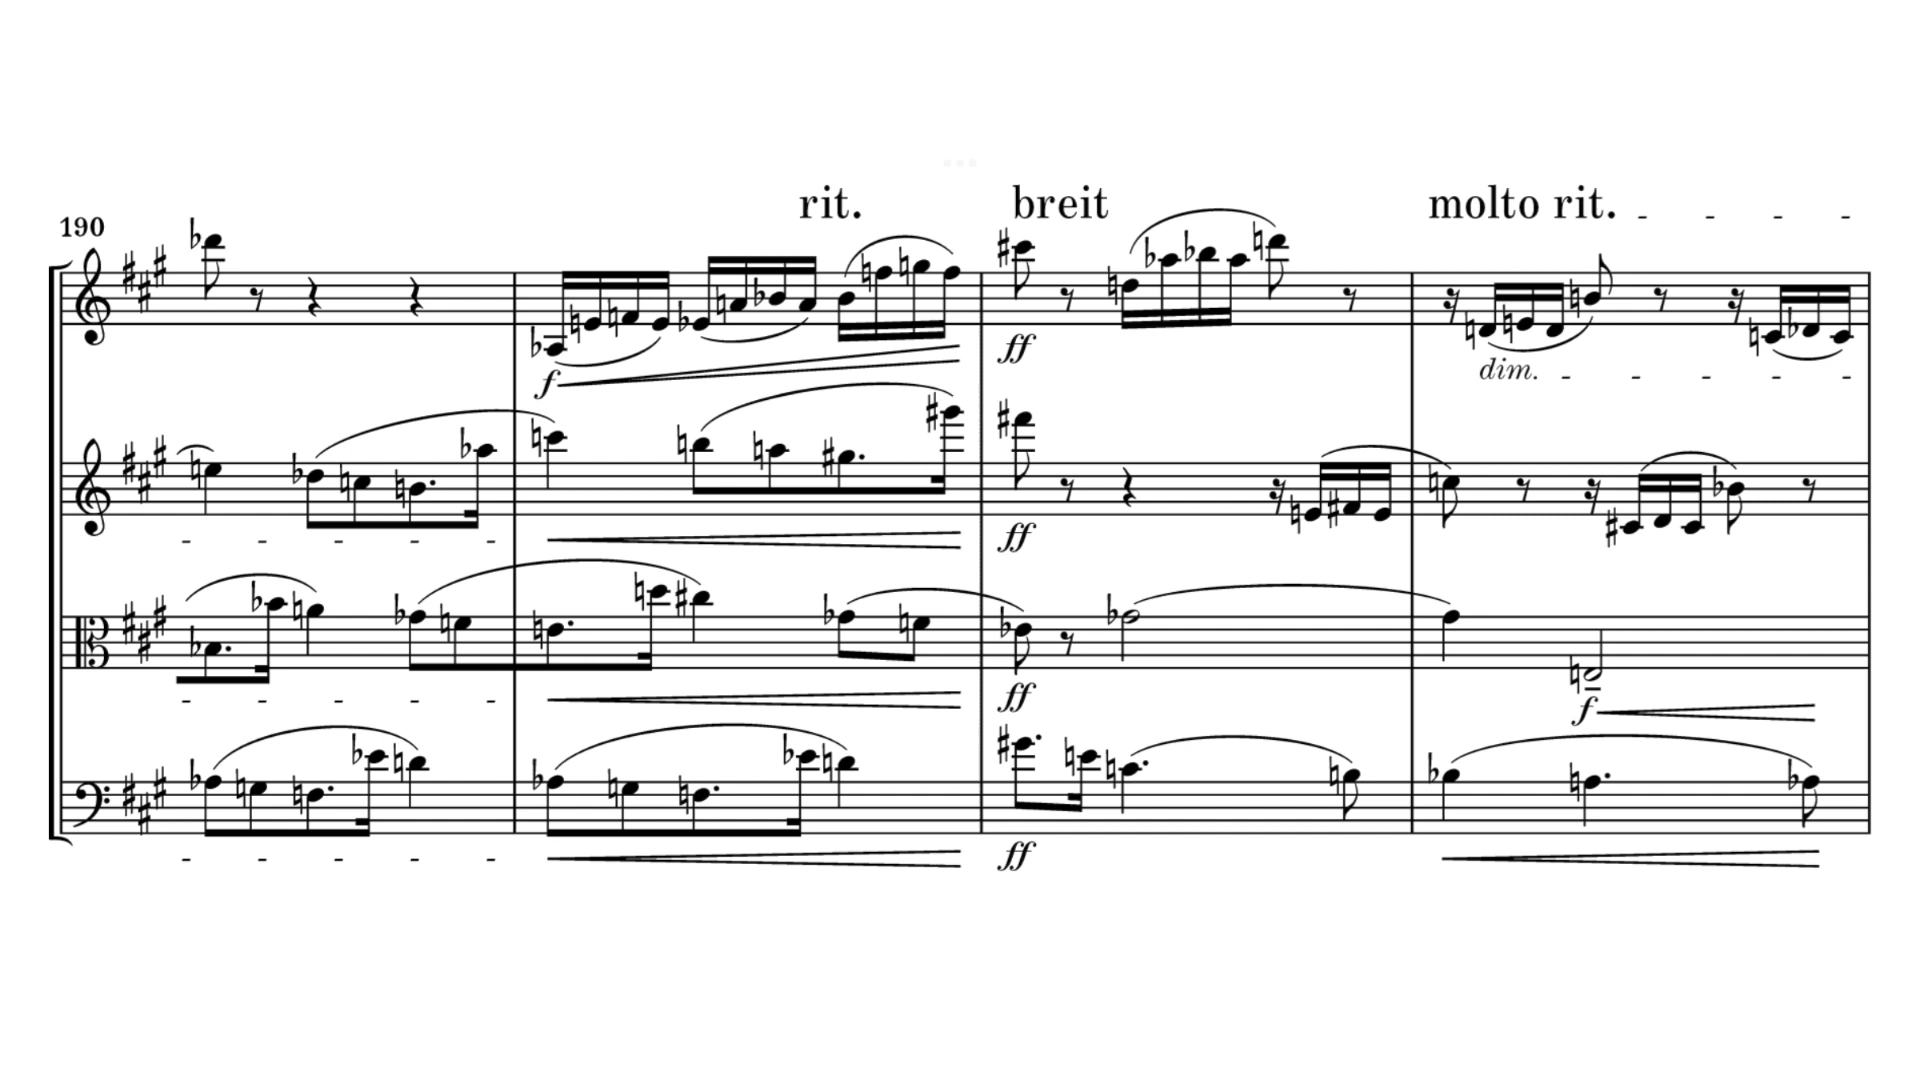 rit. breit molto rit. - - - -
190
f ff dim. - - - - -
- - - - - ff
- - - - - ff f
- - - - - ff